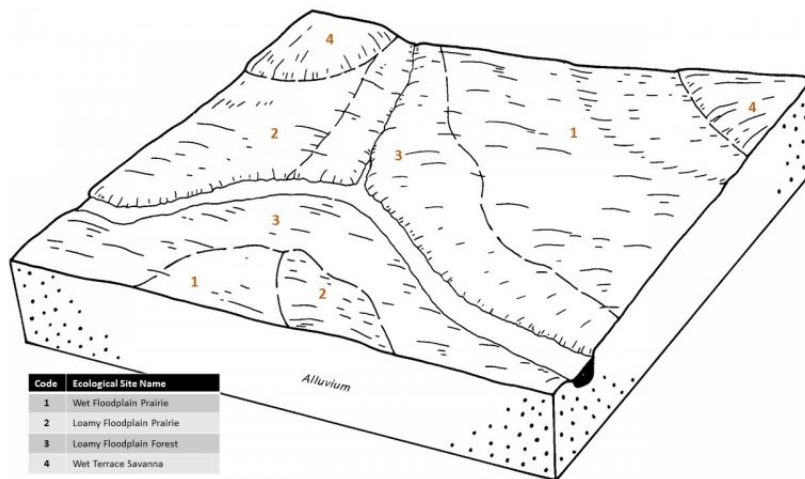 4
4
2
1
3
3
1
2
Alluvium
Code Ecological Site Name
1 Wet Floodplain Prairie
2 Loamy Floodplain Prairie
3 Loamy Floodplain Forest
4 Wet Terrace Savanna